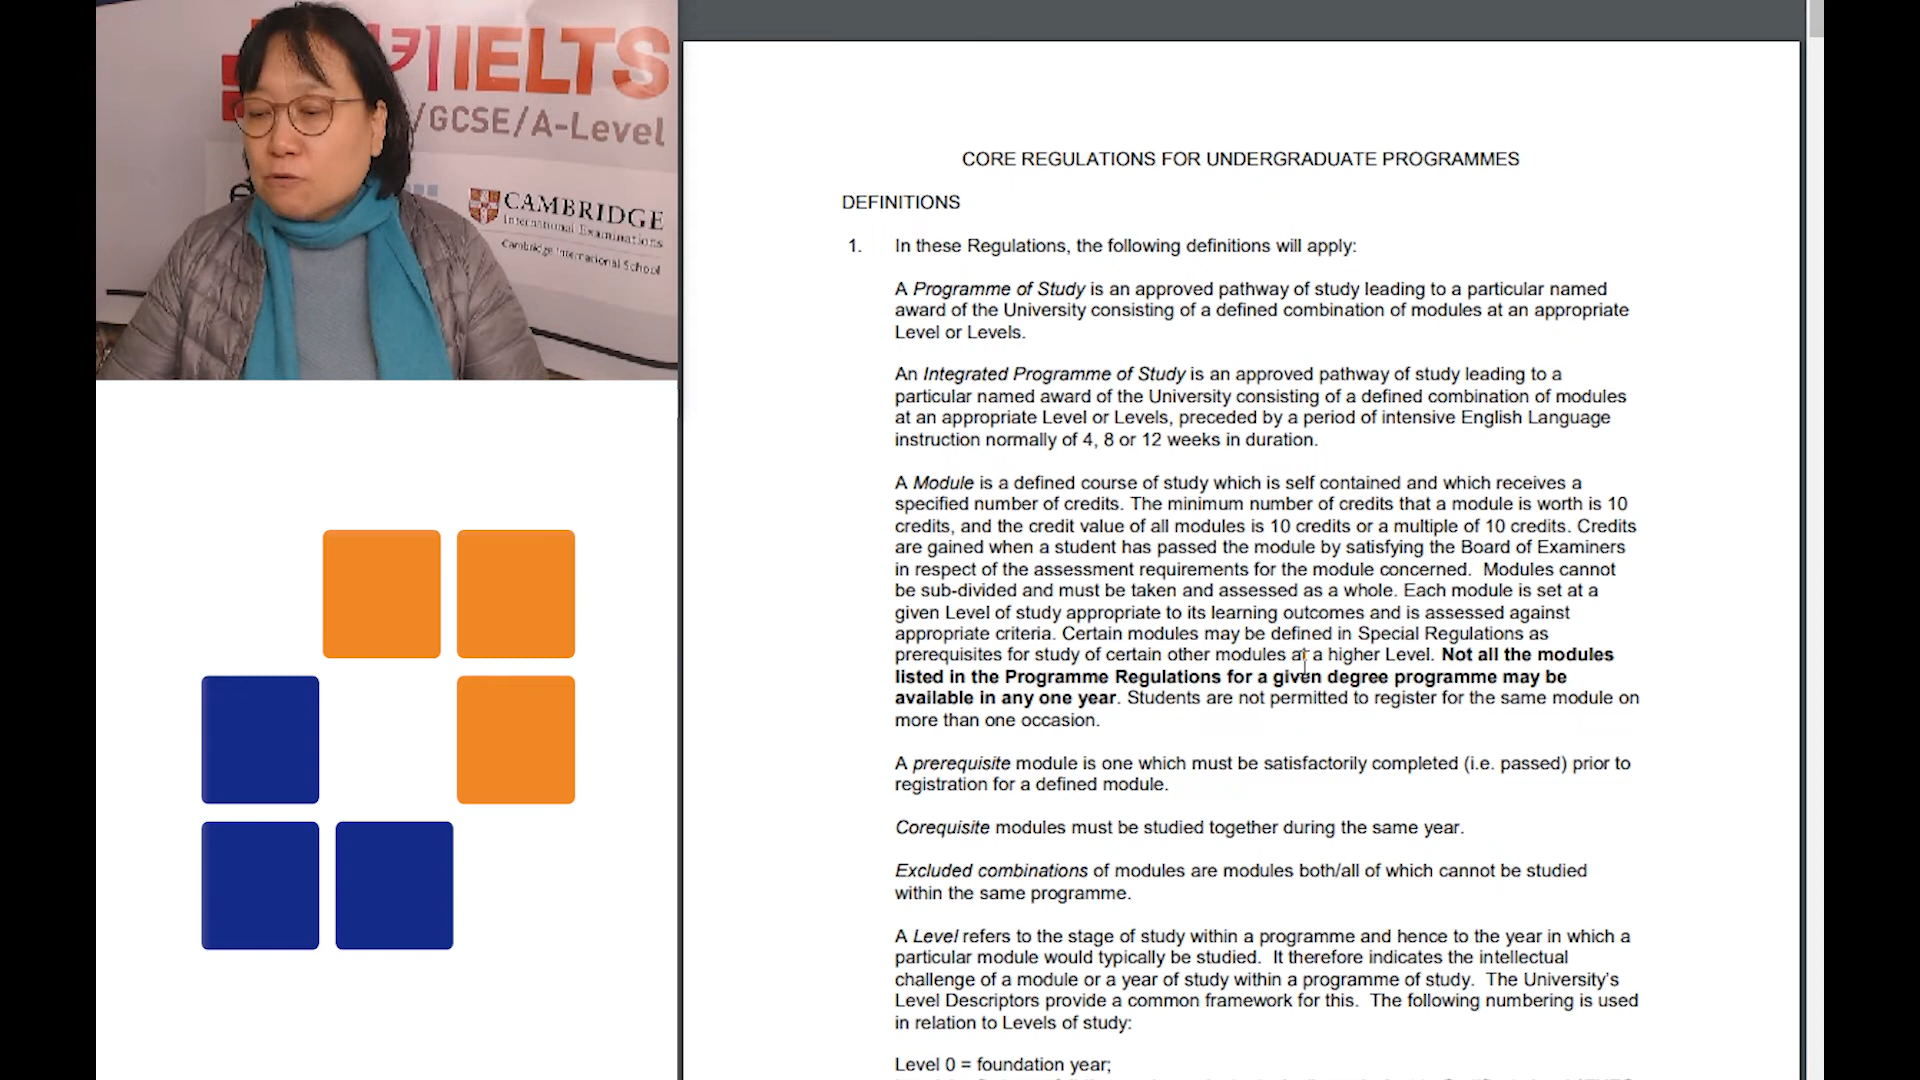 키IELTS
/GCSE/A-Level
CAMBRIDGE
International Examinations
Cambridge International School
CORE REGULATIONS FOR UNDERGRADUATE PROGRAMMES
DEFINITIONS
1. In these Regulations, the following definitions will apply:
A Programme of Study is an approved pathway of study leading to a particular named
award of the University consisting of a defined combination of modules at an appropriate
Level or Levels.
An Integrated Programme of Study is an approved pathway of study leading to a
particular named award of the University consisting of a defined combination of modules
at an appropriate Level or Levels, preceded by a period of intensive English Language
instruction normally of 4, 8 or 12 weeks in duration.
A Module is a defined course of study which is self contained and which receives a
specified number of credits. The minimum number of credits that a module is worth is 10
credits, and the credit value of all modules is 10 credits or a multiple of 10 credits. Credits
are gained when a student has passed the module by satisfying the Board of Examiners
in respect of the assessment requirements for the module concerned. Modules cannot
be sub-divided and must be taken and assessed as a whole. Each module is set at a
given Level of study appropriate to its learning outcomes and is assessed against
appropriate criteria. Certain modules may be defined in Special Regulations as
prerequisites for study of certain other modules at a higher Level. Not all the modules
listed in the Programme Regulations for a given degree programme may be
available in any one year. Students are not permitted to register for the same module on
more than one occasion.
A prerequisite module is one which must be satisfactorily completed (i.e. passed) prior to
registration for a defined module.
Corequisite modules must be studied together during the same year.
Excluded combinations of modules are modules both/all of which cannot be studied
within the same programme.
A Level refers to the stage of study within a programme and hence to the year in which a
particular module would typically be studied. It therefore indicates the intellectual
challenge of a module or a year of study within a programme of study. The University's
Level Descriptors provide a common framework for this. The following numbering is used
in relation to Levels of study:
Level 0 = foundation year;